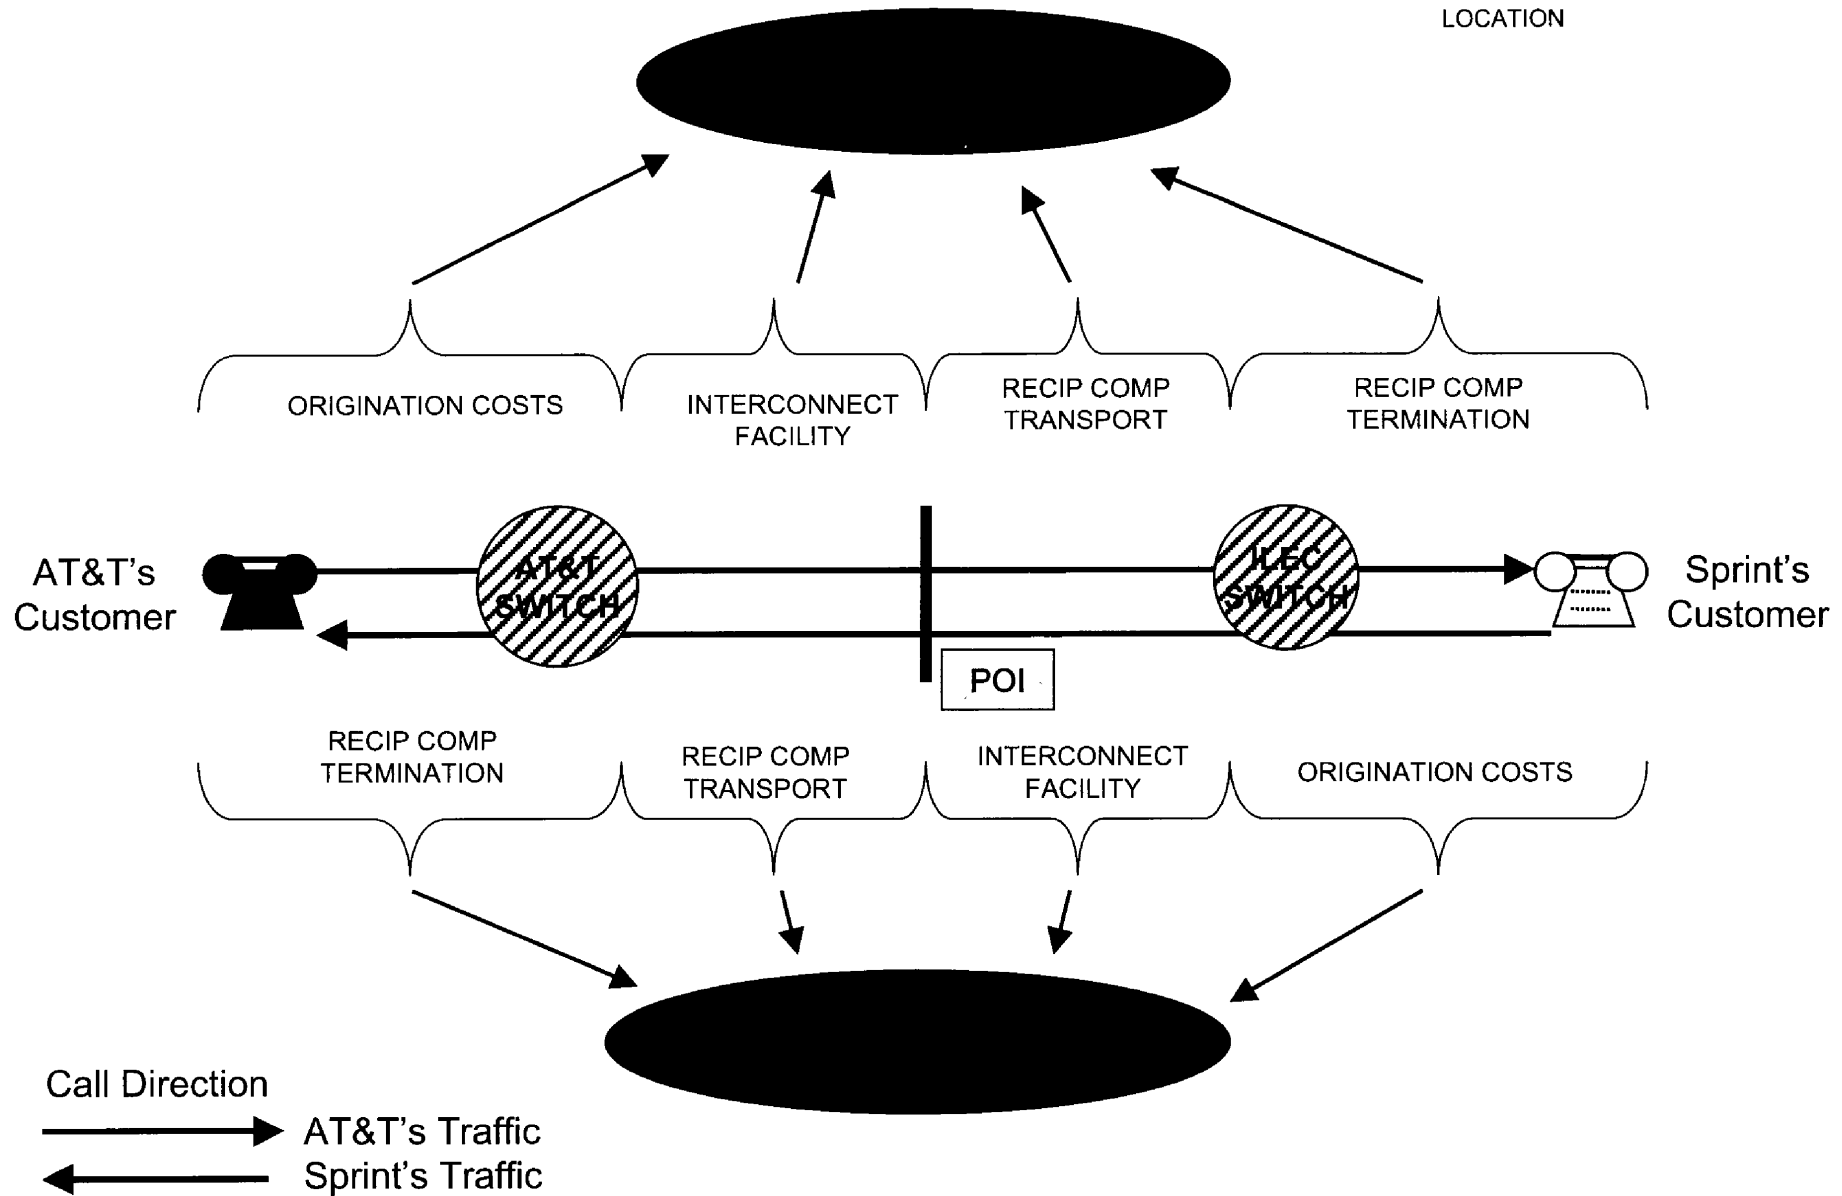 LOCATION
ORIGINATION COSTS
INTERCONNECT
FACILITY
RECIP COMP
TRANSPORT
RECIP COMP
TERMINATION
AT&T's
Customer
AT&T
SWITCH
ILEC
SWITCH
Sprint's
Customer
POI
RECIP COMP
TERMINATION
RECIP COMP
TRANSPORT
INTERCONNECT
FACILITY
ORIGINATION COSTS
Call Direction
AT&T's Traffic
Sprint's Traffic